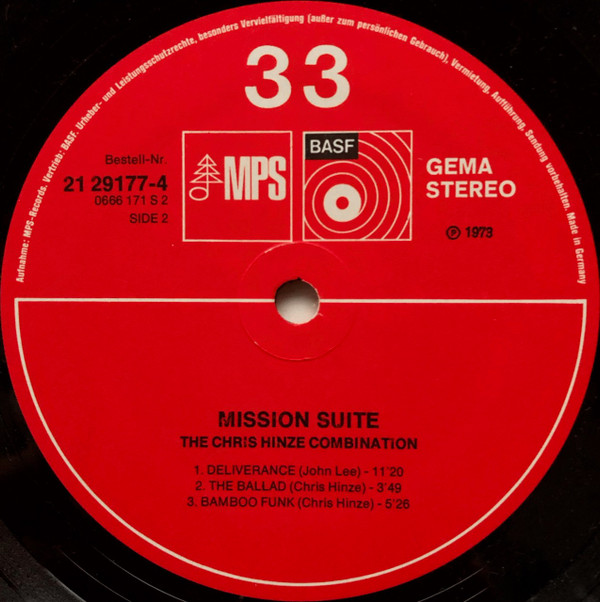 Aufnahme: MPS-Records. Vertrieb: BASF. Urheber- und Leistungsschutzrechte, besonders Vervielfältigung (außer zum persönlichen Gebrauch), Vermietung, Aufführung, Sendung vorbehalten. Made in Germany
33
Bestell-Nr.
21 29177-4
0666 171 S 2
SIDE 2
MPS
BASF
GEMA
STEREO
℗ 1973
MISSION SUITE
THE CHRIS HINZE COMBINATION
1. DELIVERANCE (John Lee) - 11'20
2. THE BALLAD (Chris Hinze) - 3'49
3. BAMBOO FUNK (Chris Hinze) - 5'26